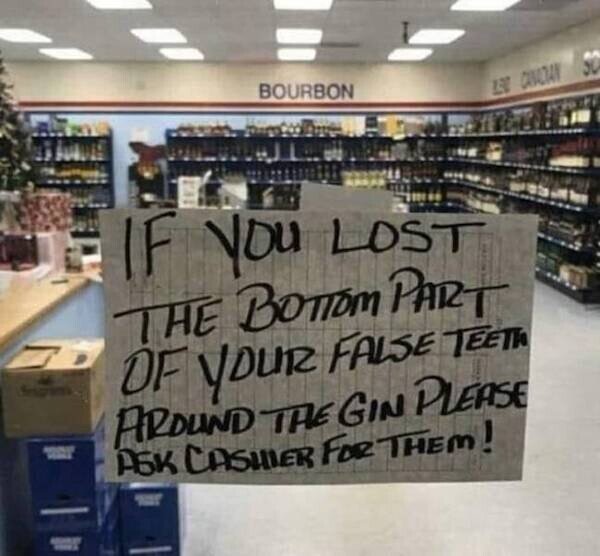 BOURBON
CANADIAN
IF YOU LOST
THE BOTTOM PART
OF YOUR FALSE TEETH
AROUND THE GIN PLEASE
ASK CASHIER FOR THEM!